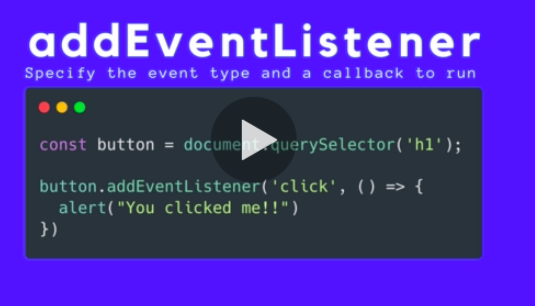 addEventListener
Specify the event type and a callback to run
const button = document.querySelector('h1');
button.addEventListener('click', () => {
  alert("You clicked me!!")
})